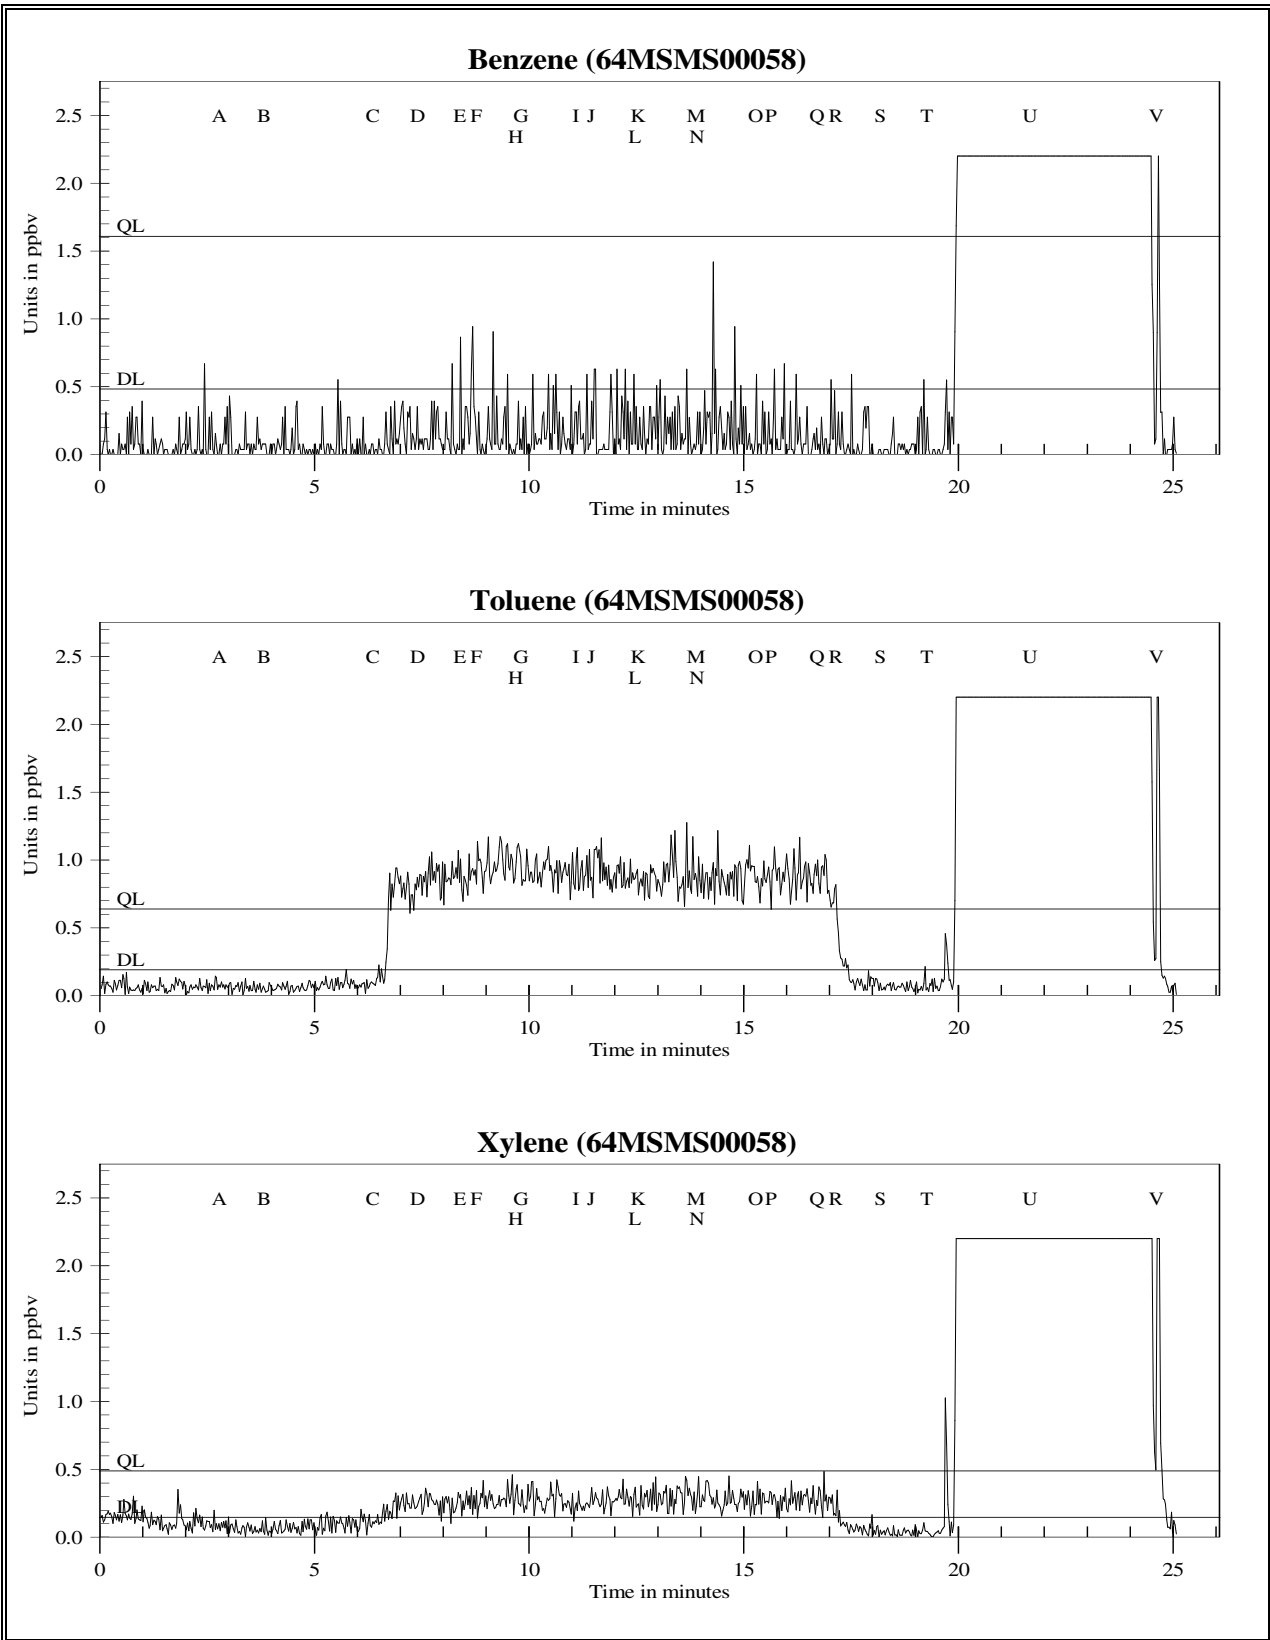 Benzene (64MSMS00058)
A B C D E F G I J K M O P Q R S T U V
H L N
2.5
2.0
QL
1.5
1.0
DL
0.5
0.0
Units in ppbv
0 5 10 15 20 25
Time in minutes
Toluene (64MSMS00058)
A B C D E F G I J K M O P Q R S T U V
H L N
2.5
2.0
1.5
1.0
QL
0.5
DL
0.0
Units in ppbv
0 5 10 15 20 25
Time in minutes
Xylene (64MSMS00058)
A B C D E F G I J K M O P Q R S T U V
H L N
2.5
2.0
1.5
1.0
QL
0.5
DL
0.0
Units in ppbv
0 5 10 15 20 25
Time in minutes